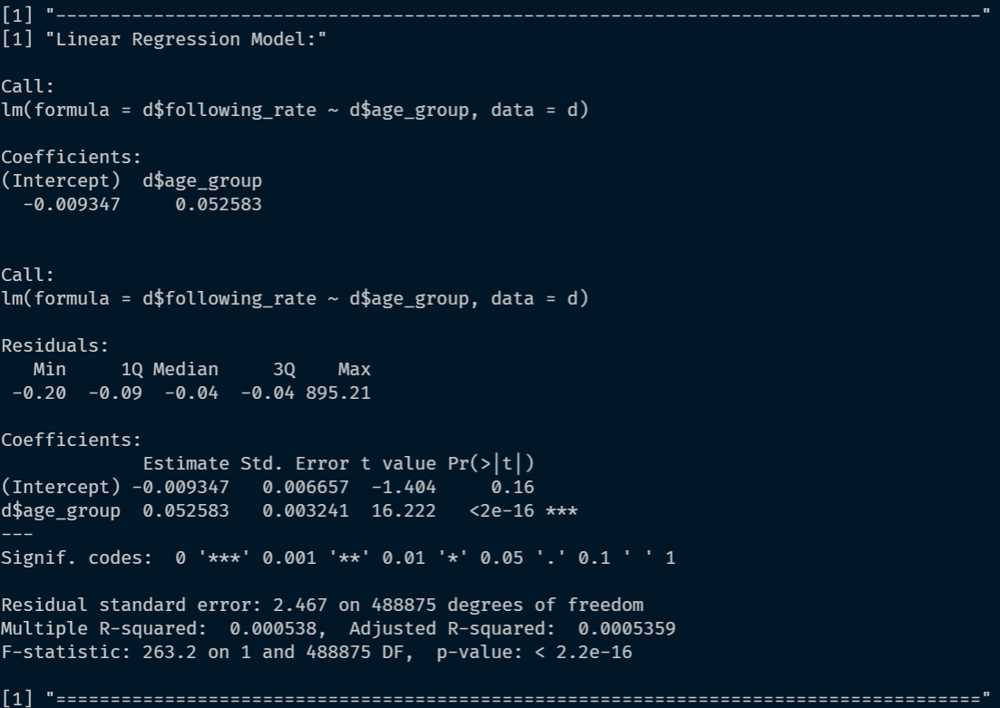 [1] "-------------------------------------------------------------------------------------"
[1] "Linear Regression Model:"
Call:
lm(formula = d$following_rate ~ d$age_group, data = d)
Coefficients:
(Intercept)  d$age_group
  -0.009347     0.052583
Call:
lm(formula = d$following_rate ~ d$age_group, data = d)
Residuals:
   Min     1Q Median     3Q    Max
 -0.20  -0.09  -0.04  -0.04 895.21
Coefficients:
             Estimate Std. Error t value Pr(>|t|)
(Intercept) -0.009347   0.006657  -1.404     0.16
d$age_group  0.052583   0.003241  16.222   <2e-16 ***
---
Signif. codes:  0 '***' 0.001 '**' 0.01 '*' 0.05 '.' 0.1 ' ' 1
Residual standard error: 2.467 on 488875 degrees of freedom
Multiple R-squared:  0.000538,  Adjusted R-squared:  0.0005359
F-statistic: 263.2 on 1 and 488875 DF,  p-value: < 2.2e-16
[1] "====================================================================================="